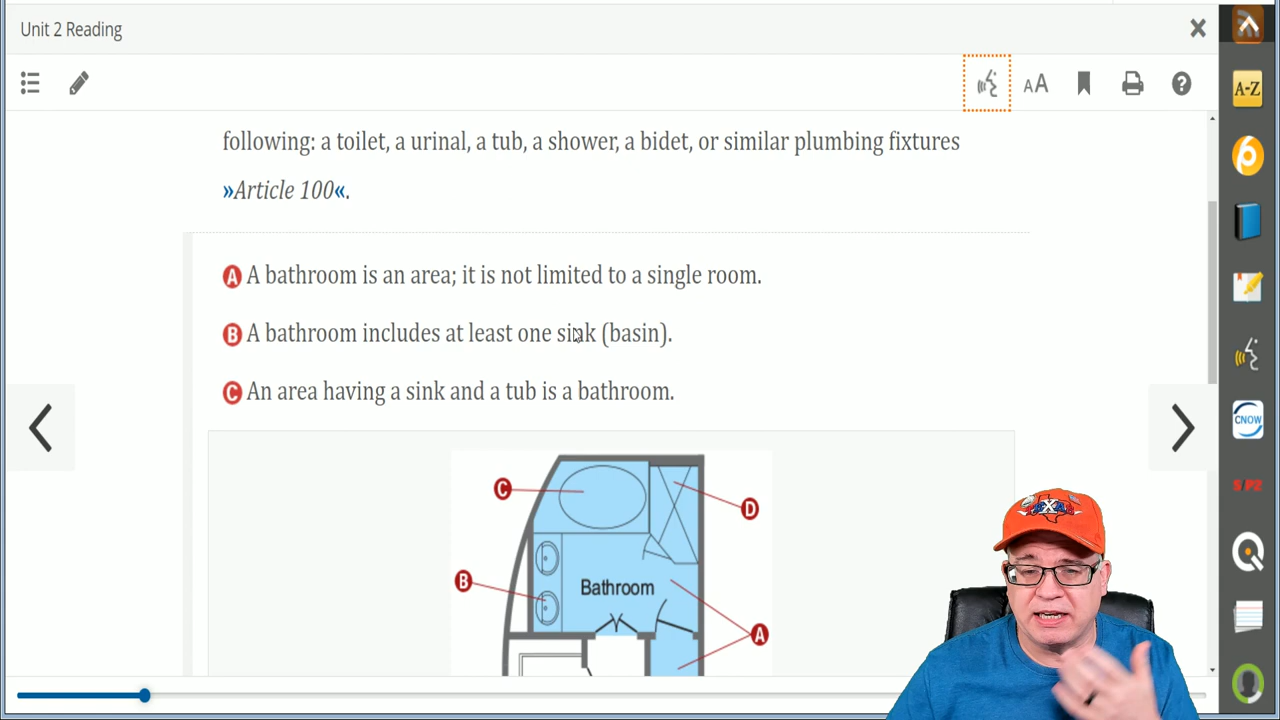 Unit 2 Reading
AA
following: a toilet, a urinal, a tub, a shower, a bidet, or similar plumbing fixtures
»Article 100«.
A A bathroom is an area; it is not limited to a single room.
B A bathroom includes at least one sink (basin).
C An area having a sink and a tub is a bathroom.
C
D
B
Bathroom
A
A-Z
CNOW